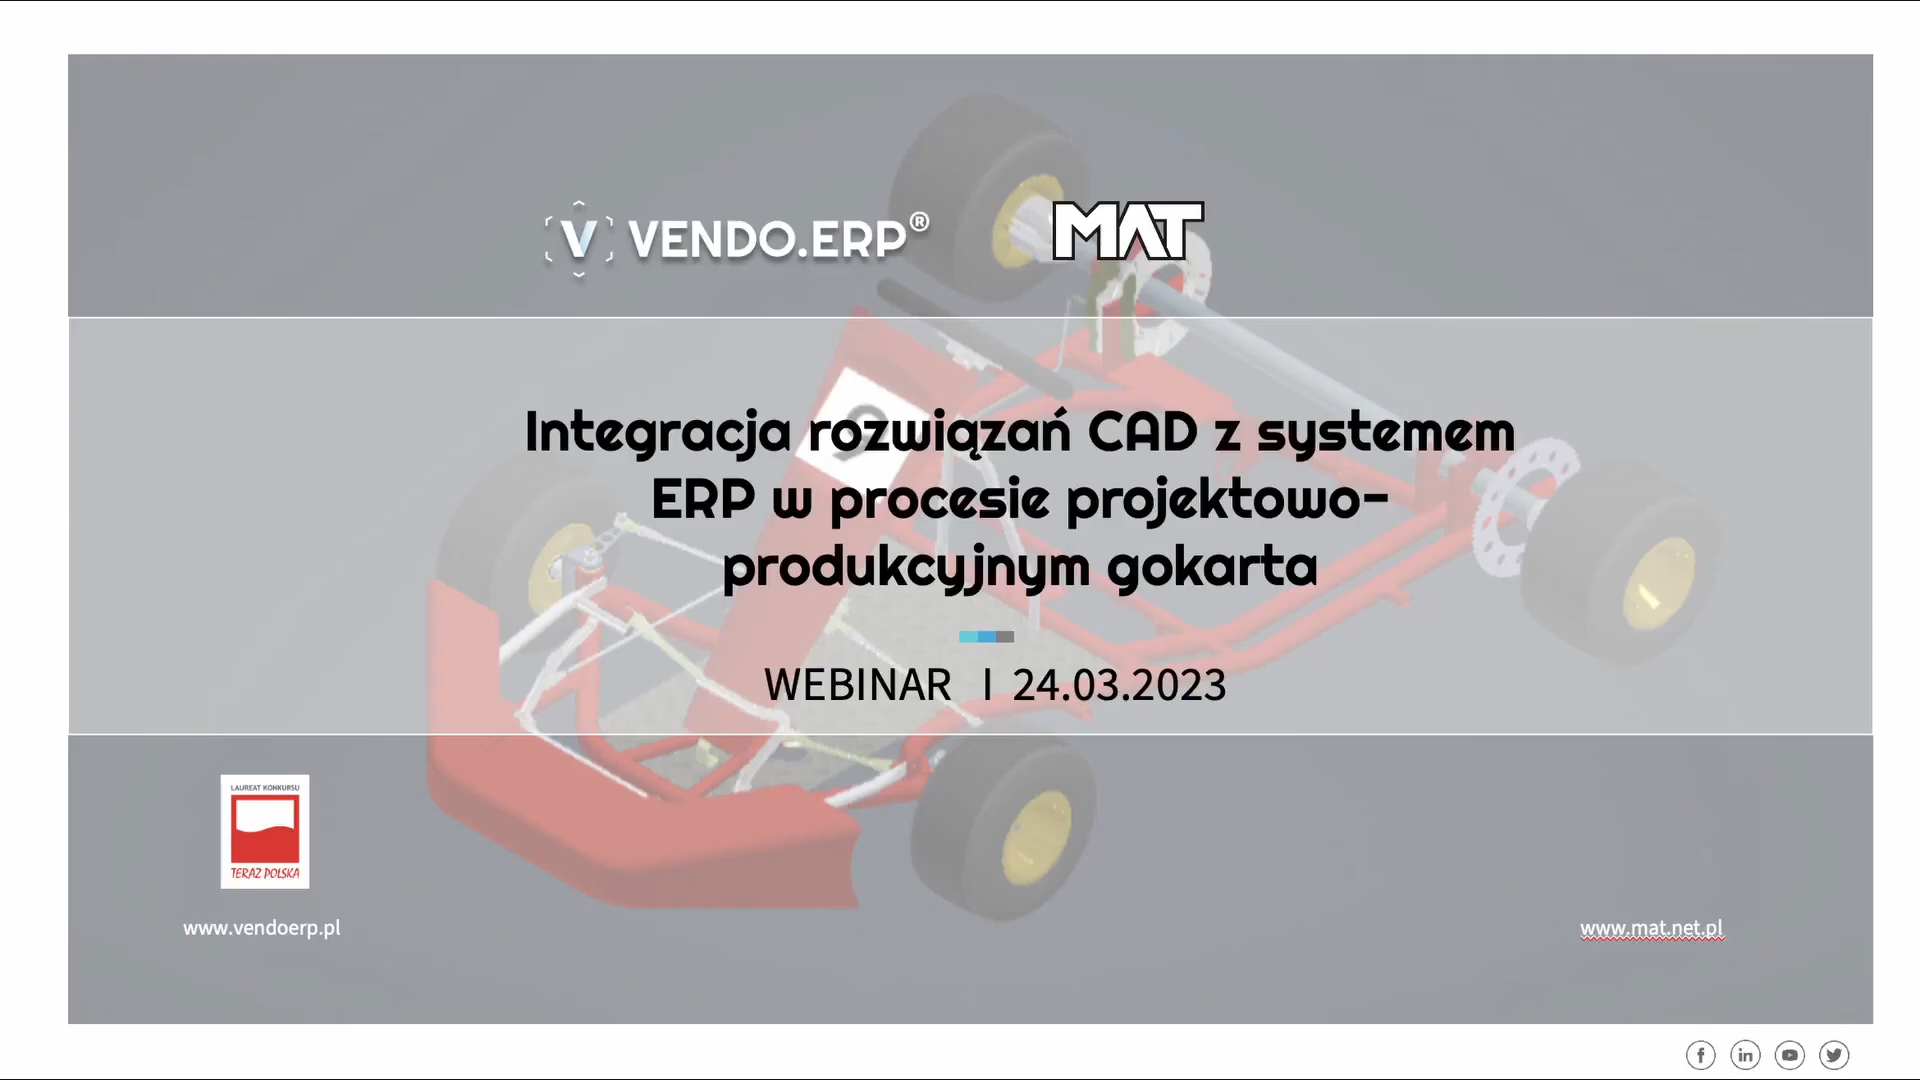 V VENDO.ERP®
MAT
9
Integracja rozwiązań CAD z systemem
ERP w procesie projektowo-
produkcyjnym gokarta
WEBINAR I 24.03.2023
LAUREAT KONKURSU
TERAZ POLSKA
www.vendoerp.pl
www.mat.net.pl